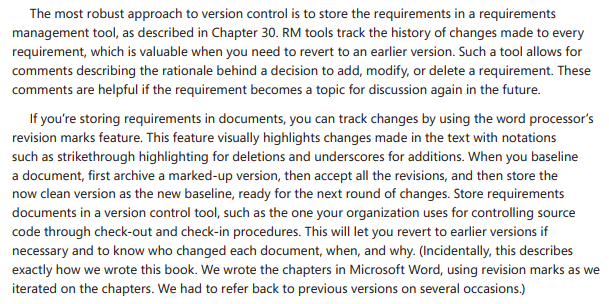 The most robust approach to version control is to store the requirements in a requirements
management tool, as described in Chapter 30. RM tools track the history of changes made to every
requirement, which is valuable when you need to revert to an earlier version. Such a tool allows for
comments describing the rationale behind a decision to add, modify, or delete a requirement. These
comments are helpful if the requirement becomes a topic for discussion again in the future.
If you're storing requirements in documents, you can track changes by using the word processor's
revision marks feature. This feature visually highlights changes made in the text with notations
such as strikethrough highlighting for deletions and underscores for additions. When you baseline
a document, first archive a marked-up version, then accept all the revisions, and then store the
now clean version as the new baseline, ready for the next round of changes. Store requirements
documents in a version control tool, such as the one your organization uses for controlling source
code through check-out and check-in procedures. This will let you revert to earlier versions if
necessary and to know who changed each document, when, and why. (Incidentally, this describes
exactly how we wrote this book. We wrote the chapters in Microsoft Word, using revision marks as we
iterated on the chapters. We had to refer back to previous versions on several occasions.)